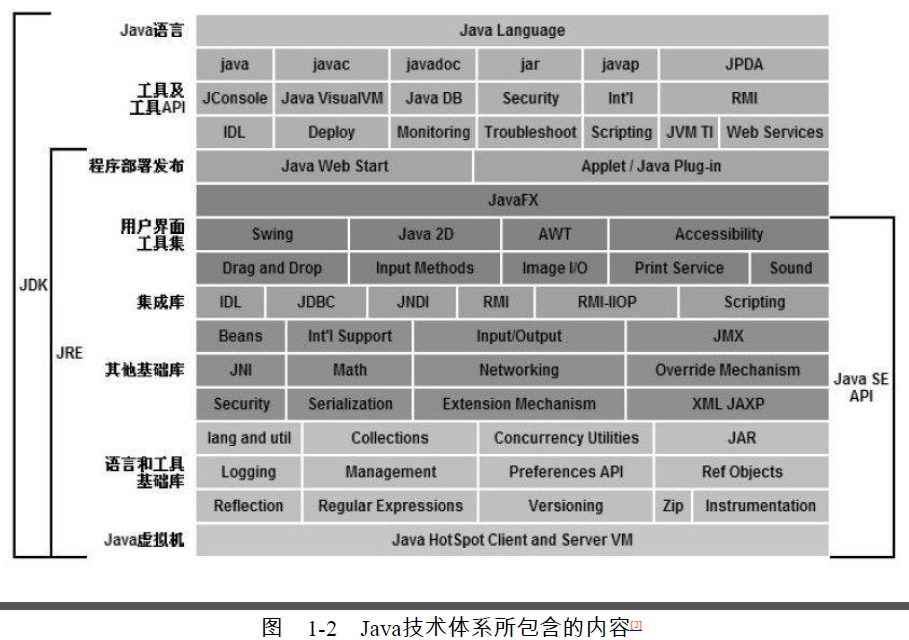 Java语言 Java Language
java javac javadoc jar javap JPDA
工具及
工具API
JConsole Java VisualVM Java DB Security Int'l RMI
IDL Deploy Monitoring Troubleshoot Scripting JVM TI Web Services
程序部署发布 Java Web Start Applet / Java Plug-in
JavaFX
用户界面
工具集
Swing Java 2D AWT Accessibility
Drag and Drop Input Methods Image I/O Print Service Sound
JDK
集成库 IDL JDBC JNDI RMI RMI-IIOP Scripting
JRE
Beans Int'l Support Input/Output JMX
其他基础库 JNI Math Networking Override Mechanism
Java SE
API
Security Serialization Extension Mechanism XML JAXP
lang and util Collections Concurrency Utilities JAR
语言和工具
基础库
Logging Management Preferences API Ref Objects
Reflection Regular Expressions Versioning Zip Instrumentation
Java虚拟机 Java HotSpot Client and Server VM
图 1-2 Java技术体系所包含的内容[2]